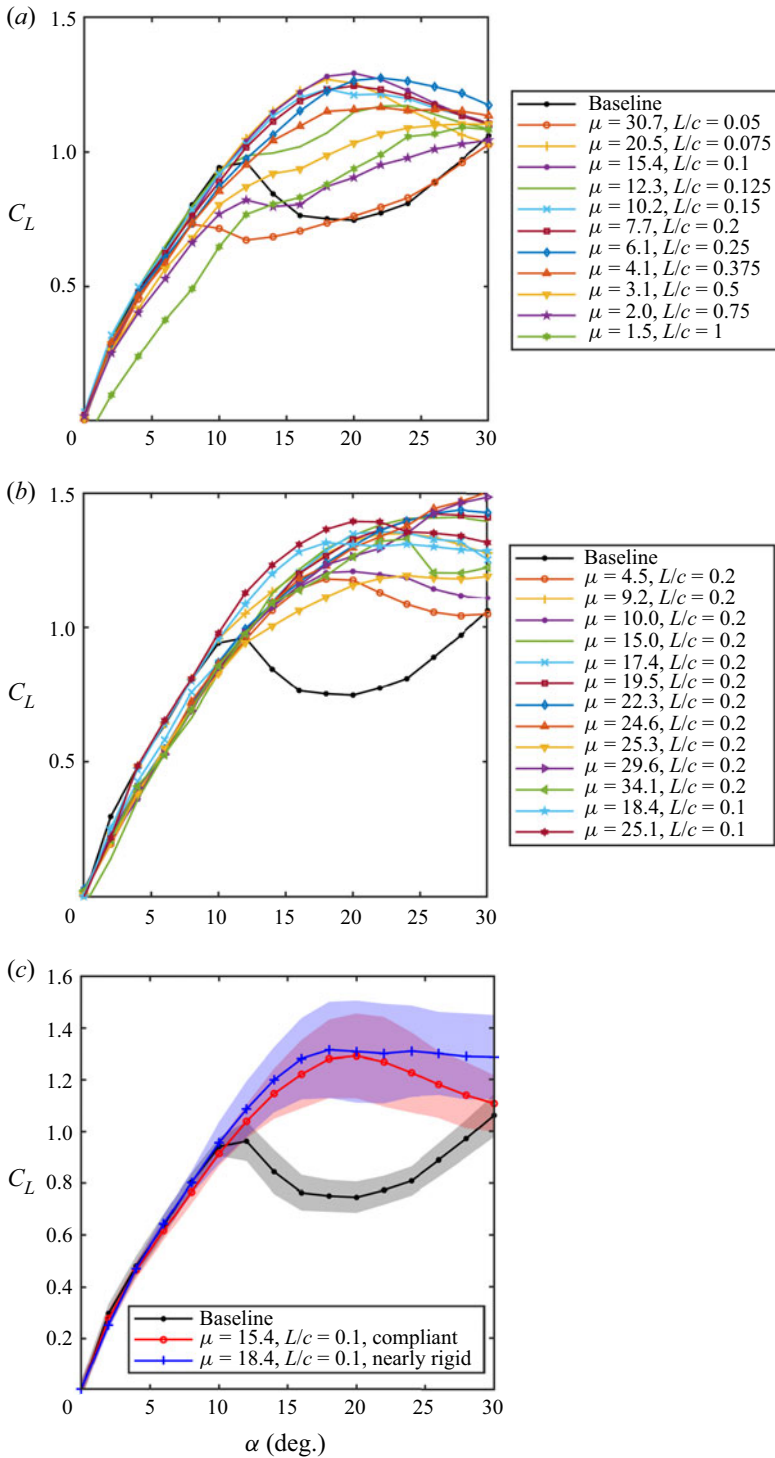 (a)
1.5
1.0
0.5
C_L
0 5 10 15 20 25 30
Baseline
μ = 30.7, L/c = 0.05
μ = 20.5, L/c = 0.075
μ = 15.4, L/c = 0.1
μ = 12.3, L/c = 0.125
μ = 10.2, L/c = 0.15
μ = 7.7, L/c = 0.2
μ = 6.1, L/c = 0.25
μ = 4.1, L/c = 0.375
μ = 3.1, L/c = 0.5
μ = 2.0, L/c = 0.75
μ = 1.5, L/c = 1
(b)
1.5
1.0
0.5
C_L
0 5 10 15 20 25 30
Baseline
μ = 4.5, L/c = 0.2
μ = 9.2, L/c = 0.2
μ = 10.0, L/c = 0.2
μ = 15.0, L/c = 0.2
μ = 17.4, L/c = 0.2
μ = 19.5, L/c = 0.2
μ = 22.3, L/c = 0.2
μ = 24.6, L/c = 0.2
μ = 25.3, L/c = 0.2
μ = 29.6, L/c = 0.2
μ = 34.1, L/c = 0.2
μ = 18.4, L/c = 0.1
μ = 25.1, L/c = 0.1
(c)
1.6
1.4
1.2
1.0
0.8
0.6
0.4
0.2
C_L
Baseline
μ = 15.4, L/c = 0.1, compliant
μ = 18.4, L/c = 0.1, nearly rigid
0 5 10 15 20 25 30
α (deg.)